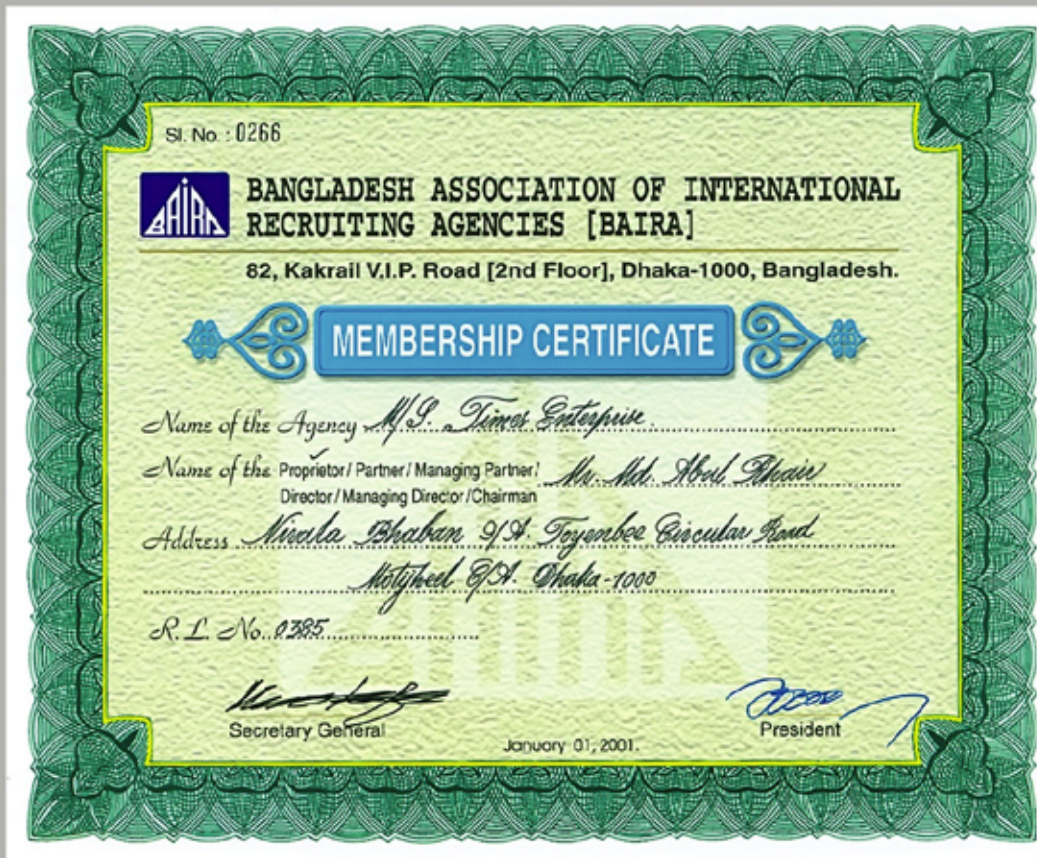 Sl. No. : 0266
BAIRA
BANGLADESH ASSOCIATION OF INTERNATIONAL
RECRUITING AGENCIES [BAIRA]
82, Kakrail V.I.P. Road [2nd Floor], Dhaka-1000, Bangladesh.
MEMBERSHIP CERTIFICATE
Name of the Agency M/S. Times Enterprise
Name of the Proprietor / Partner / Managing Partner / Mr. Md. Abul Khair
Director / Managing Director / Chairman
Address Nirala Bhaban 9/A. Toyenbee Circular Road
Motijheel C/A. Dhaka-1000
R. L. No. 0385
Secretary General
President
January 01, 2001.